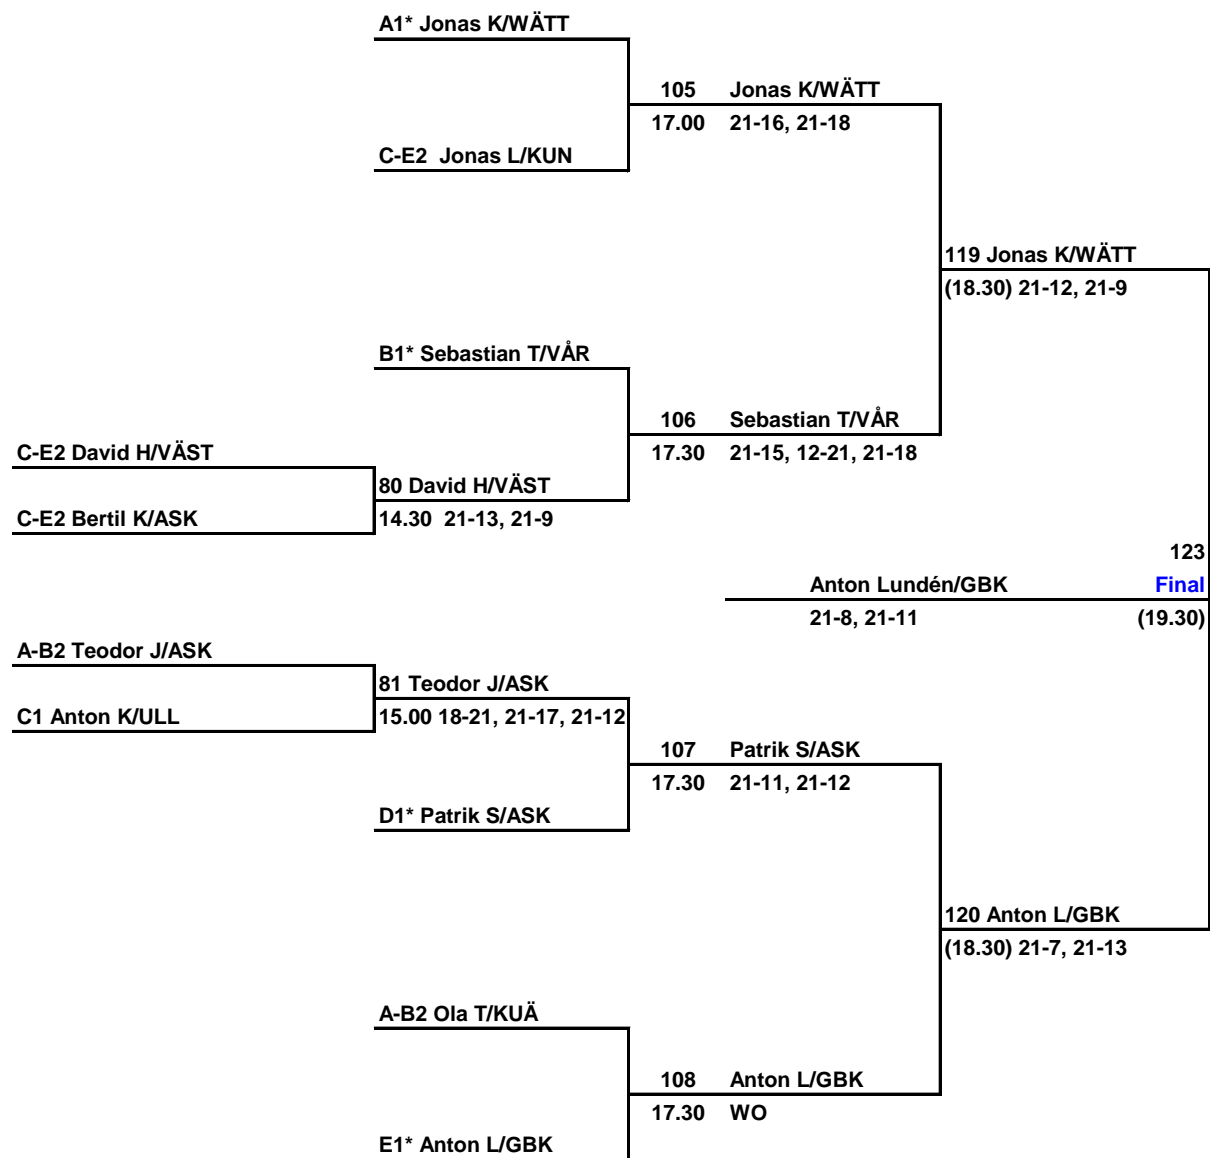 A1* Jonas K/WÄTT
105 Jonas K/WÄTT
17.00 21-16, 21-18
C-E2 Jonas L/KUN
119 Jonas K/WÄTT
(18.30) 21-12, 21-9
B1* Sebastian T/VÅR
106 Sebastian T/VÅR
17.30 21-15, 12-21, 21-18
C-E2 David H/VÄST
80 David H/VÄST
14.30 21-13, 21-9
C-E2 Bertil K/ASK
123
Anton Lundén/GBK Final
21-8, 21-11 (19.30)
A-B2 Teodor J/ASK
81 Teodor J/ASK
15.00 18-21, 21-17, 21-12
C1 Anton K/ULL
107 Patrik S/ASK
17.30 21-11, 21-12
D1* Patrik S/ASK
120 Anton L/GBK
(18.30) 21-7, 21-13
A-B2 Ola T/KUÄ
108 Anton L/GBK
17.30 WO
E1* Anton L/GBK